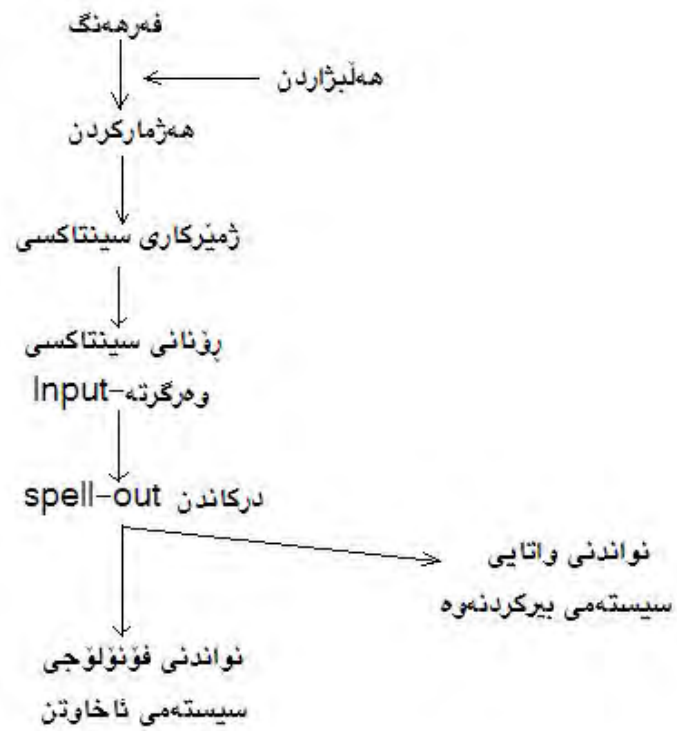 فەرهەنگ
هەڵبژاردن
هەژمارکردن
ژمێرکاری سینتاکسی
ڕۆنانی سینتاکسی
وەرگرتە-Input
درکاندن spell-out
نواندنی واتایی
سیستەمی بیرکردنەوە
نواندنی فۆنۆلۆجی
سیستەمی ئاخاوتن